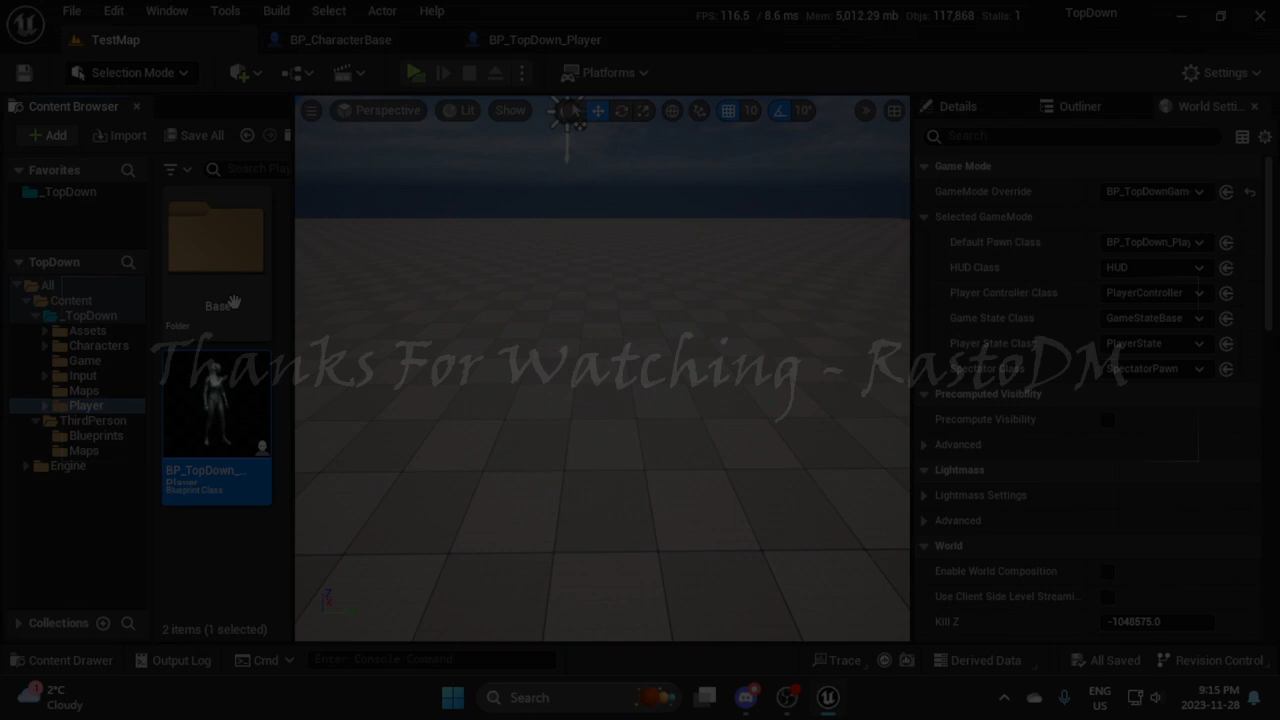 File Edit Window Tools Build Select Actor Help
FPS: 116.5 / 8.6 ms Mem: 5,012.29 mb Objs: 117,868 Stalls: 1
TopDown
TestMap
BP_CharacterBase
BP_TopDown_Player
Selection Mode
Platforms
Settings
Content Browser
Add Import Save All
Favorites
_TopDown
TopDown
All
Content
_TopDown
Assets
Characters
Game
Input
Maps
Player
ThirdPerson
Blueprints
Maps
Engine
Collections
Search Play
Base
Folder
BP_TopDown_...
Player
Blueprint Class
2 items (1 selected)
Perspective Lit Show
10 10°
Thanks For Watching - RastoDM
Details Outliner World Setti...
Search
Game Mode
GameMode Override BP_TopDownGam
Selected GameMode
Default Pawn Class BP_TopDown_Play
HUD Class HUD
Player Controller Class PlayerController
Game State Class GameStateBase
Player State Class PlayerState
Spectator Class SpectatorPawn
Precomputed Visibility
Precompute Visibility
Advanced
Lightmass
Lightmass Settings
Advanced
World
Enable World Composition
Use Client Side Level Streami...
Kill Z -1048575.0
Content Drawer Output Log Cmd Enter Console Command
Trace Derived Data All Saved Revision Control
1
2°C
Cloudy
Search
ENG
US
9:15 PM
2023-11-28